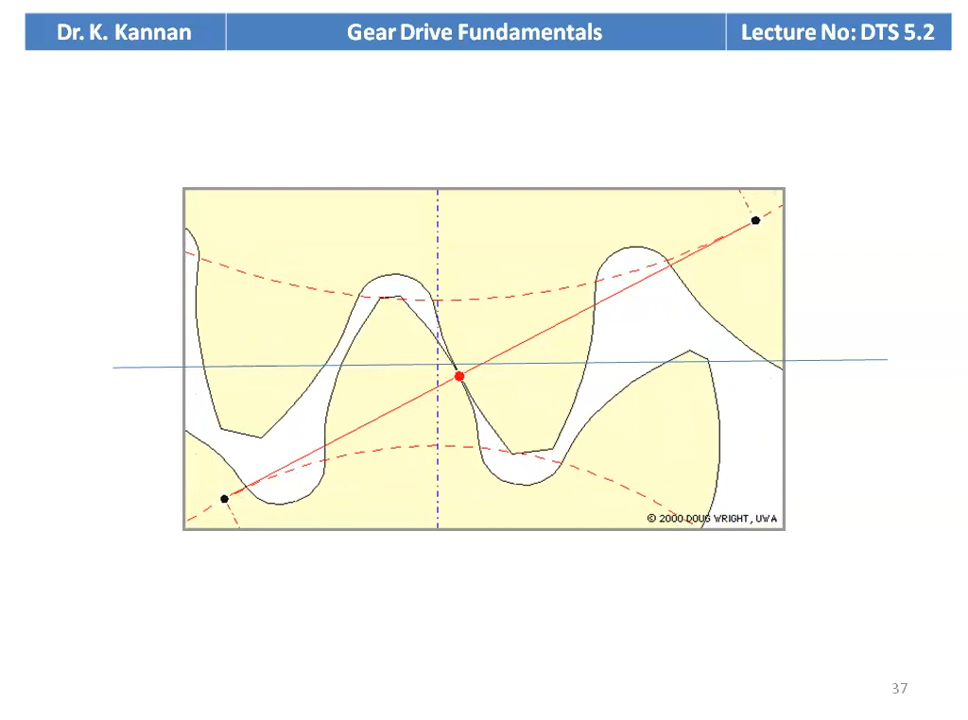 Dr. K. Kannan
Gear Drive Fundamentals
Lecture No: DTS 5.2
© 2000 DOUG WRIGHT, UWA
37